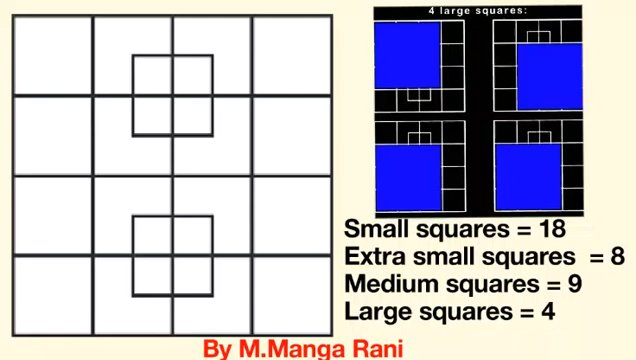 4 large squares:
Small squares = 18
Extra small squares = 8
Medium squares = 9
Large squares = 4
By M.Manga Rani